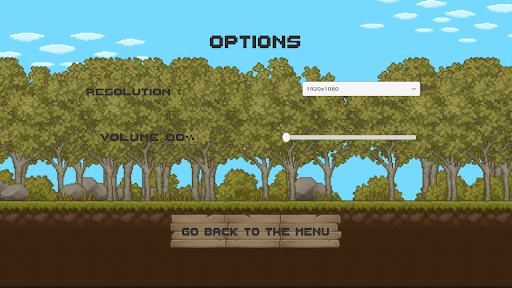 OPTIONS
RESOLUTION :
1920x1080
VOLUME 00%
GO BACK TO THE MENU